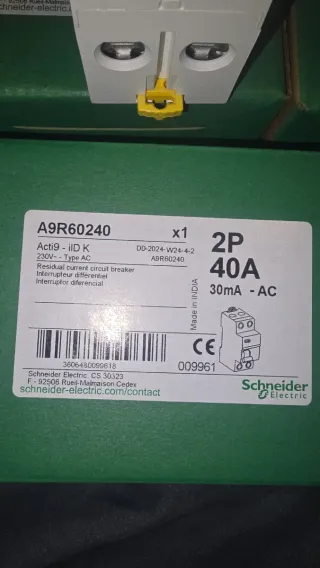 schneider-electric.com
A9R60240 x1
Acti9 - iID K DD-2024-W24-4-2
230V~ - Type AC A9R60240
Residual current circuit breaker
Interrupteur différentiel
Interruptor diferencial
2P
40A
30mA - AC
Made in INDIA
CE
3606480099618
009961
Schneider Electric. CS 30323
F - 92506 Rueil-Malmaison Cedex
schneider-electric.com/contact
Schneider
Electric